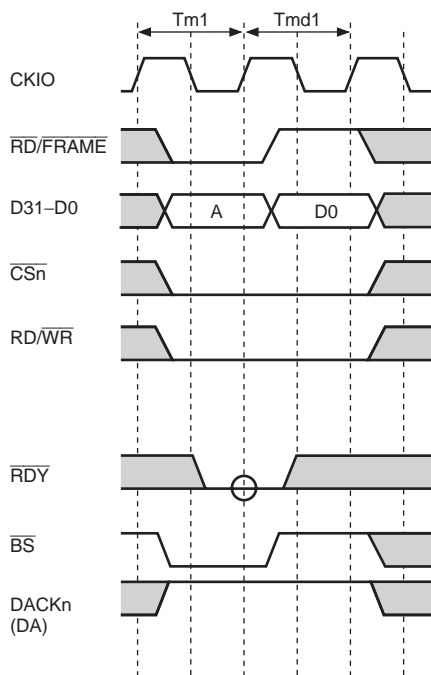 Tm1 Tmd1
CKIO
RD/FRAME
D31–D0 A D0
CSn
RD/WR
RDY
BS
DACKn
(DA)